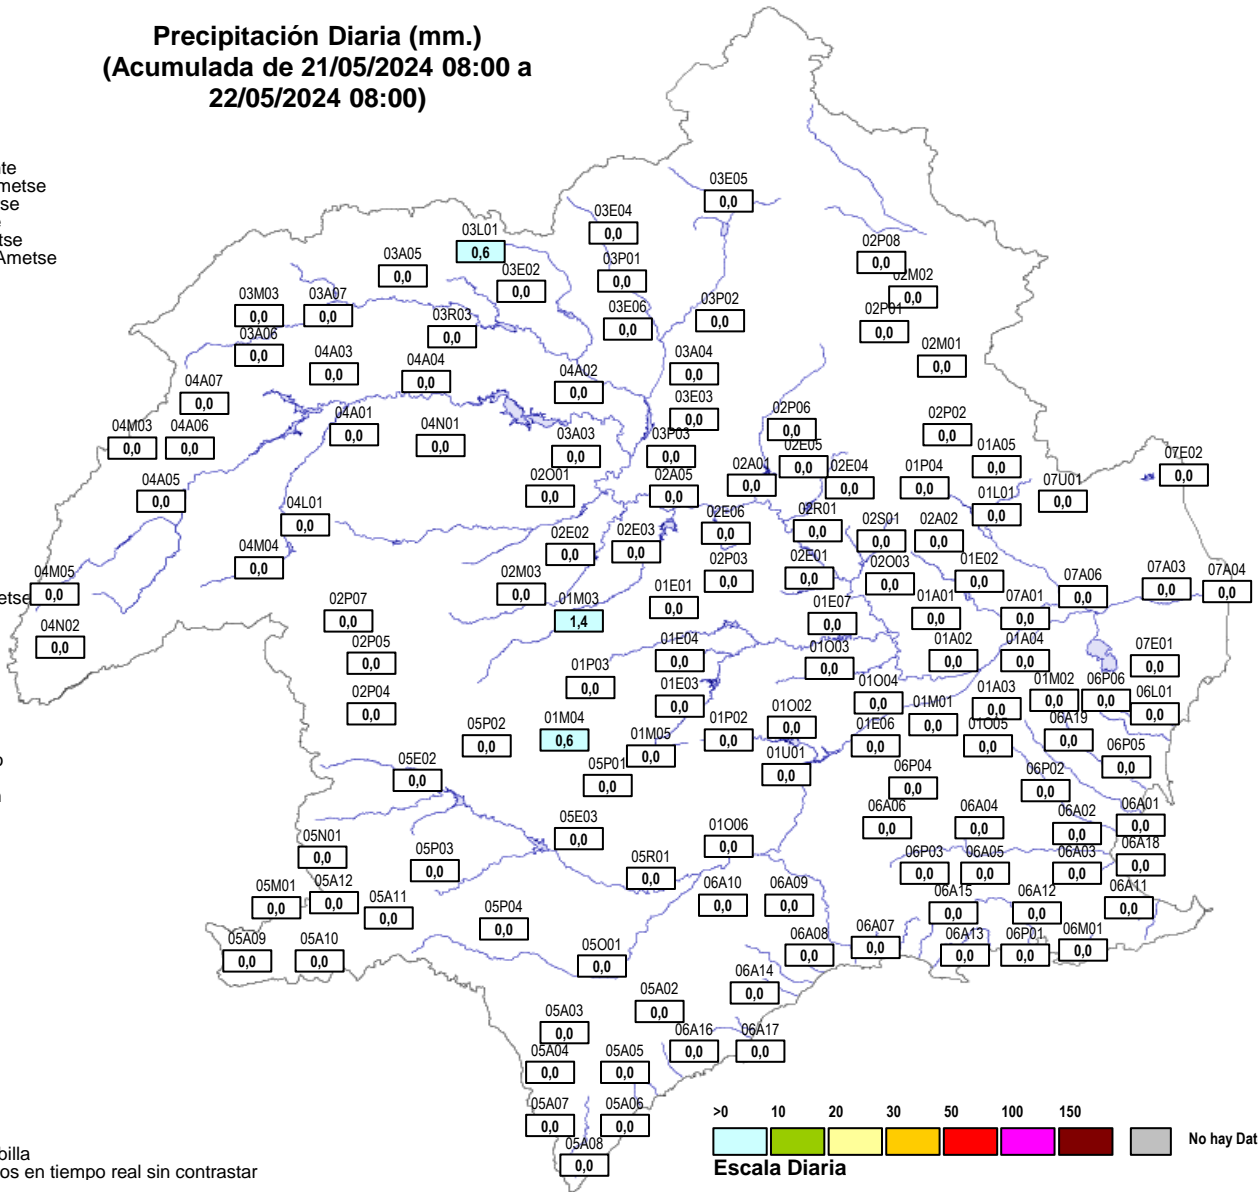 Precipitación Diaria (mm.)
(Acumulada de 21/05/2024 08:00 a
22/05/2024 08:00)
03E05
0,0
03E04
0,0
03L01
0,6
03A05
0,0
03E02
0,0
03P01
0,0
02P08
0,0
02M02
0,0
03M03
0,0
03A07
0,0
03R03
0,0
03E06
0,0
03P02
0,0
02P01
0,0
03A06
0,0
04A03
0,0
04A04
0,0
04A02
0,0
03A04
0,0
02M01
0,0
04A07
0,0
03E03
0,0
04M03
0,0
04A06
0,0
04A01
0,0
04N01
0,0
03A03
0,0
03P03
0,0
02P06
0,0
02P02
0,0
02E05
0,0
01A05
0,0
07E02
0,0
04A05
0,0
02O01
0,0
02A05
0,0
02A01
0,0
02E04
0,0
01P04
0,0
07U01
0,0
01L01
0,0
04L01
0,0
02E06
0,0
02R01
0,0
02S01
0,0
02A02
0,0
02E02
0,0
02E03
0,0
04M04
0,0
04M05
0,0
02M03
0,0
02P03
0,0
02E01
0,0
02O03
0,0
01E02
0,0
07A06
0,0
07A03
0,0
07A04
0,0
etse
02P07
0,0
01M03
1,4
01E01
0,0
01E07
0,0
01A01
0,0
07A01
0,0
04N02
0,0
02P05
0,0
01E04
0,0
01O03
0,0
01A02
0,0
01A04
0,0
07E01
0,0
01P03
0,0
02P04
0,0
01E03
0,0
01O04
0,0
01M02
0,0
06P06
0,0
06L01
0,0
01A03
0,0
01M01
0,0
05P02
0,0
01M04
0,6
01M05
0,0
01P02
0,0
01O02
0,0
01E06
0,0
01O05
0,0
06A19
0,0
06P05
0,0
05E02
0,0
05P01
0,0
01U01
0,0
06P04
0,0
06P02
0,0
05E03
0,0
01O06
0,0
06A06
0,0
06A04
0,0
06A02
0,0
06A01
0,0
05N01
0,0
05P03
0,0
05R01
0,0
06P03
0,0
06A05
0,0
06A03
0,0
06A18
0,0
05M01
0,0
05A12
0,0
05A11
0,0
06A10
0,0
06A09
0,0
06A15
0,0
06A12
0,0
06A11
0,0
05P04
0,0
05A09
0,0
05A10
0,0
05O01
0,0
06A08
0,0
06A07
0,0
06A13
0,0
06P01
0,0
06M01
0,0
06A14
0,0
05A02
0,0
05A03
0,0
06A16
0,0
06A17
0,0
05A04
0,0
05A05
0,0
05A07
0,0
05A06
0,0
05A08
0,0
>0 10 20 30 50 100 150
No hay Dat
Escala Diaria
billa
os en tiempo real sin contrastar